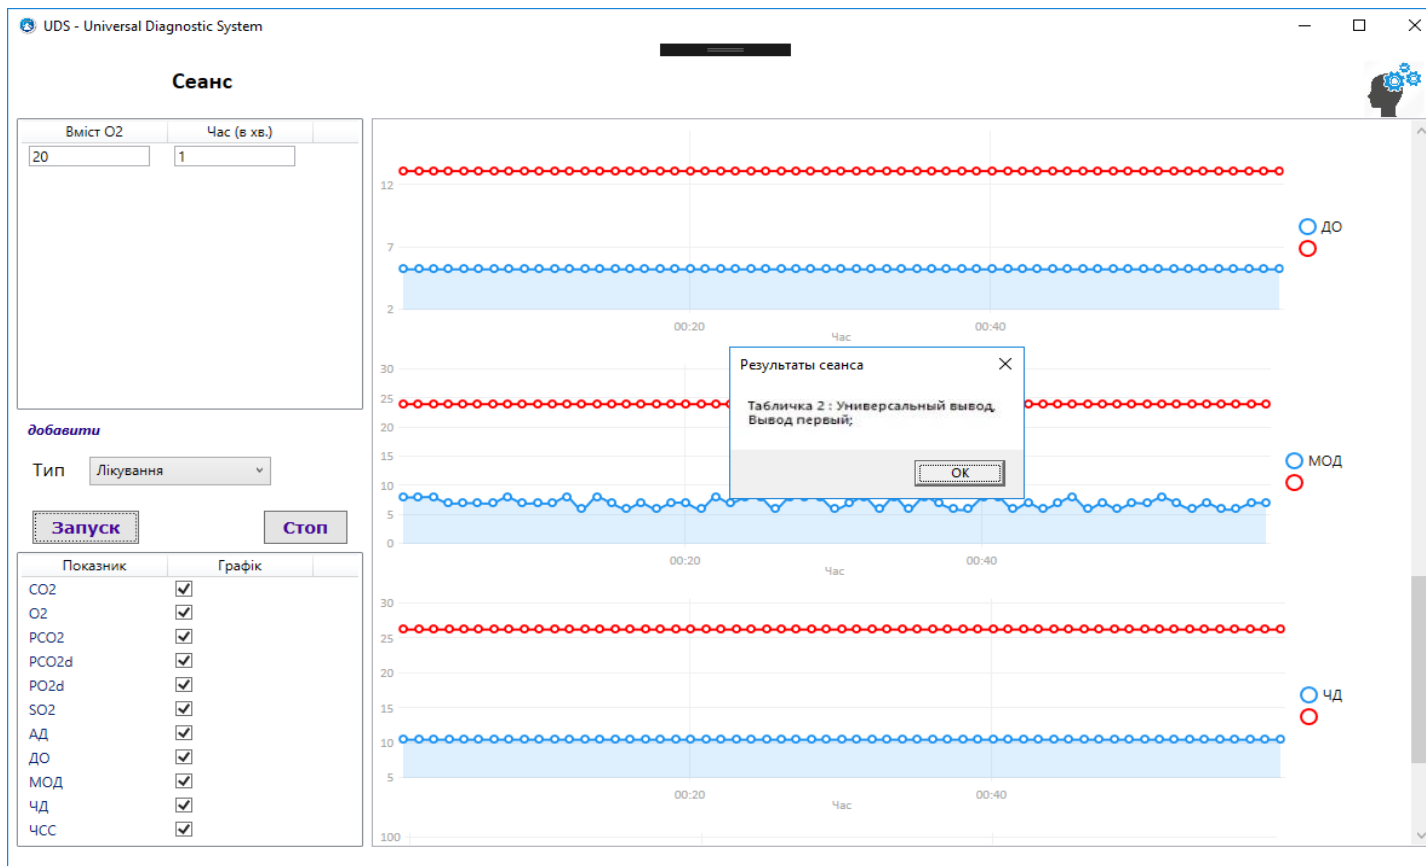 UDS - Universal Diagnostic System
Сеанс
Вміст O2 Час (в хв.)
20 1
добавити
Тип Лікування
Запуск Стоп
Показник Графік
CO2
O2
PCO2
PCO2d
PO2d
SO2
АД
ДО
МОД
ЧД
ЧСС
12
7
2
00:20 00:40
Час
ДО
30
25
20
15
10
5
0
00:20 00:40
Час
МОД
Результаты сеанса
Табличка 2 : Универсальный вывод,
Вывод первый;
OK
30
25
20
15
10
5
00:20 00:40
Час
ЧД
100